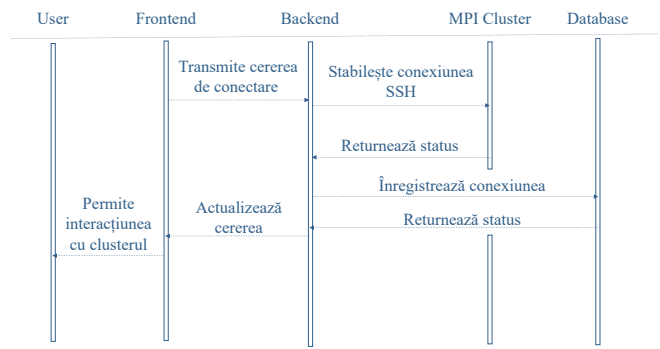 User Frontend Backend MPI Cluster Database
Transmite cererea
de conectare
Stabilește conexiunea
SSH
Returnează status
Înregistrează conexiunea
Permite
interacțiunea
cu clusterul
Actualizează
cererea
Returnează status